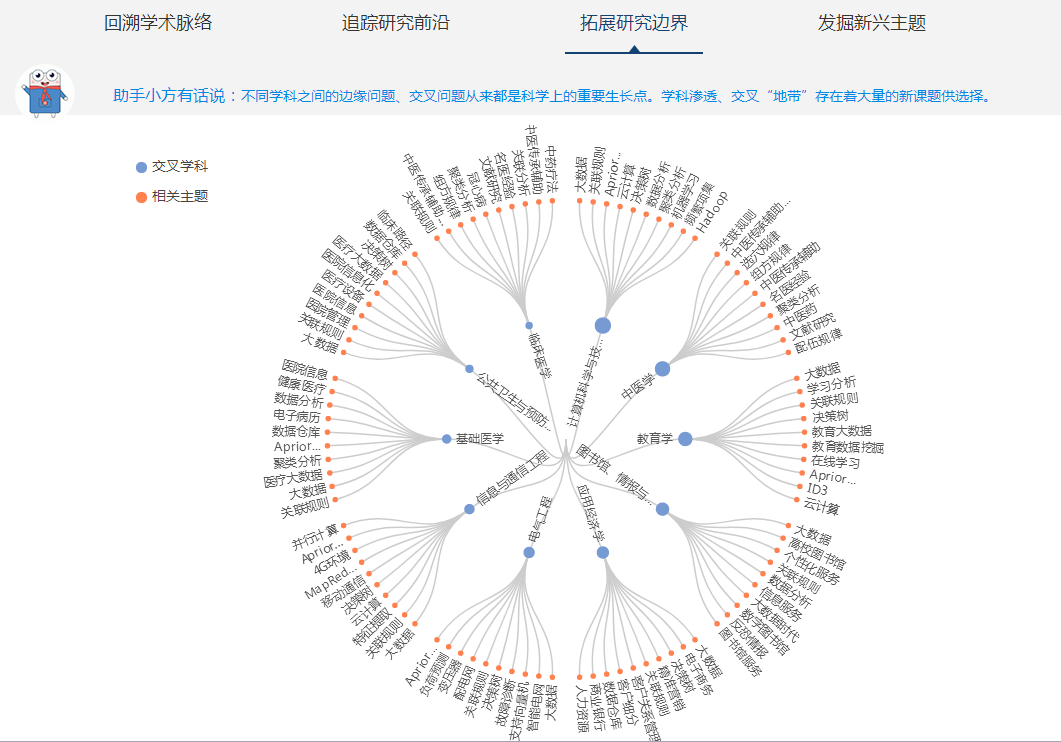 回溯学术脉络
追踪研究前沿
拓展研究边界
发掘新兴主题
助手小方有话说：不同学科之间的边缘问题、交叉问题从来都是科学上的重要生长点。学科渗透、交叉“地带”存在着大量的新课题供选择。
交叉学科
相关主题
计算机科学与技...
大数据
关联规则
Aprior...
云计算
决策树
数据分析
聚类分析
机器学习
频繁项集
Hadoop
中医学
关联规则
中医传承辅助...
选穴规律
组方规律
中医传承辅助
名医经验
聚类分析
中医药
文献研究
配伍规律
教育学
大数据
学习分析
关联规则
决策树
教育大数据
教育数据挖掘
在线学习
Aprior...
ID3
云计算
图书馆、情报与...
大数据
高校图书馆
个性化服务
关联规则
数据分析
信息服务
大数据时代
数字图书馆
反恐情报
图书馆服务
应用经济学
大数据
电子商务
决策树
精准营销
关联规则
客户关系管理
客户细分
数据仓库
商业银行
人力资源
电气工程
大数据
智能电网
支持向量机
故障诊断
决策树
关联规则
配电网
变压器
负荷预测
Aprior...
信息与通信工程
大数据
关联规则
特征提取
云计算
决策树
移动通信
MapRed...
4G环境
Aprior...
并行计算
基础医学
关联规则
大数据
医疗大数据
聚类分析
Aprior...
数据仓库
电子病历
数据分析
健康医疗
医院信息
公共卫生与预防...
大数据
关联规则
医院管理
医院信息
医疗设备
医院信息化
医疗大数据
决策树
数据仓库
临床路径
临床医学
关联规则
中医传承辅助...
组方规律
聚类分析
冠心病
文献研究
名医经验
关联分析
中医传承辅助
中药疗法